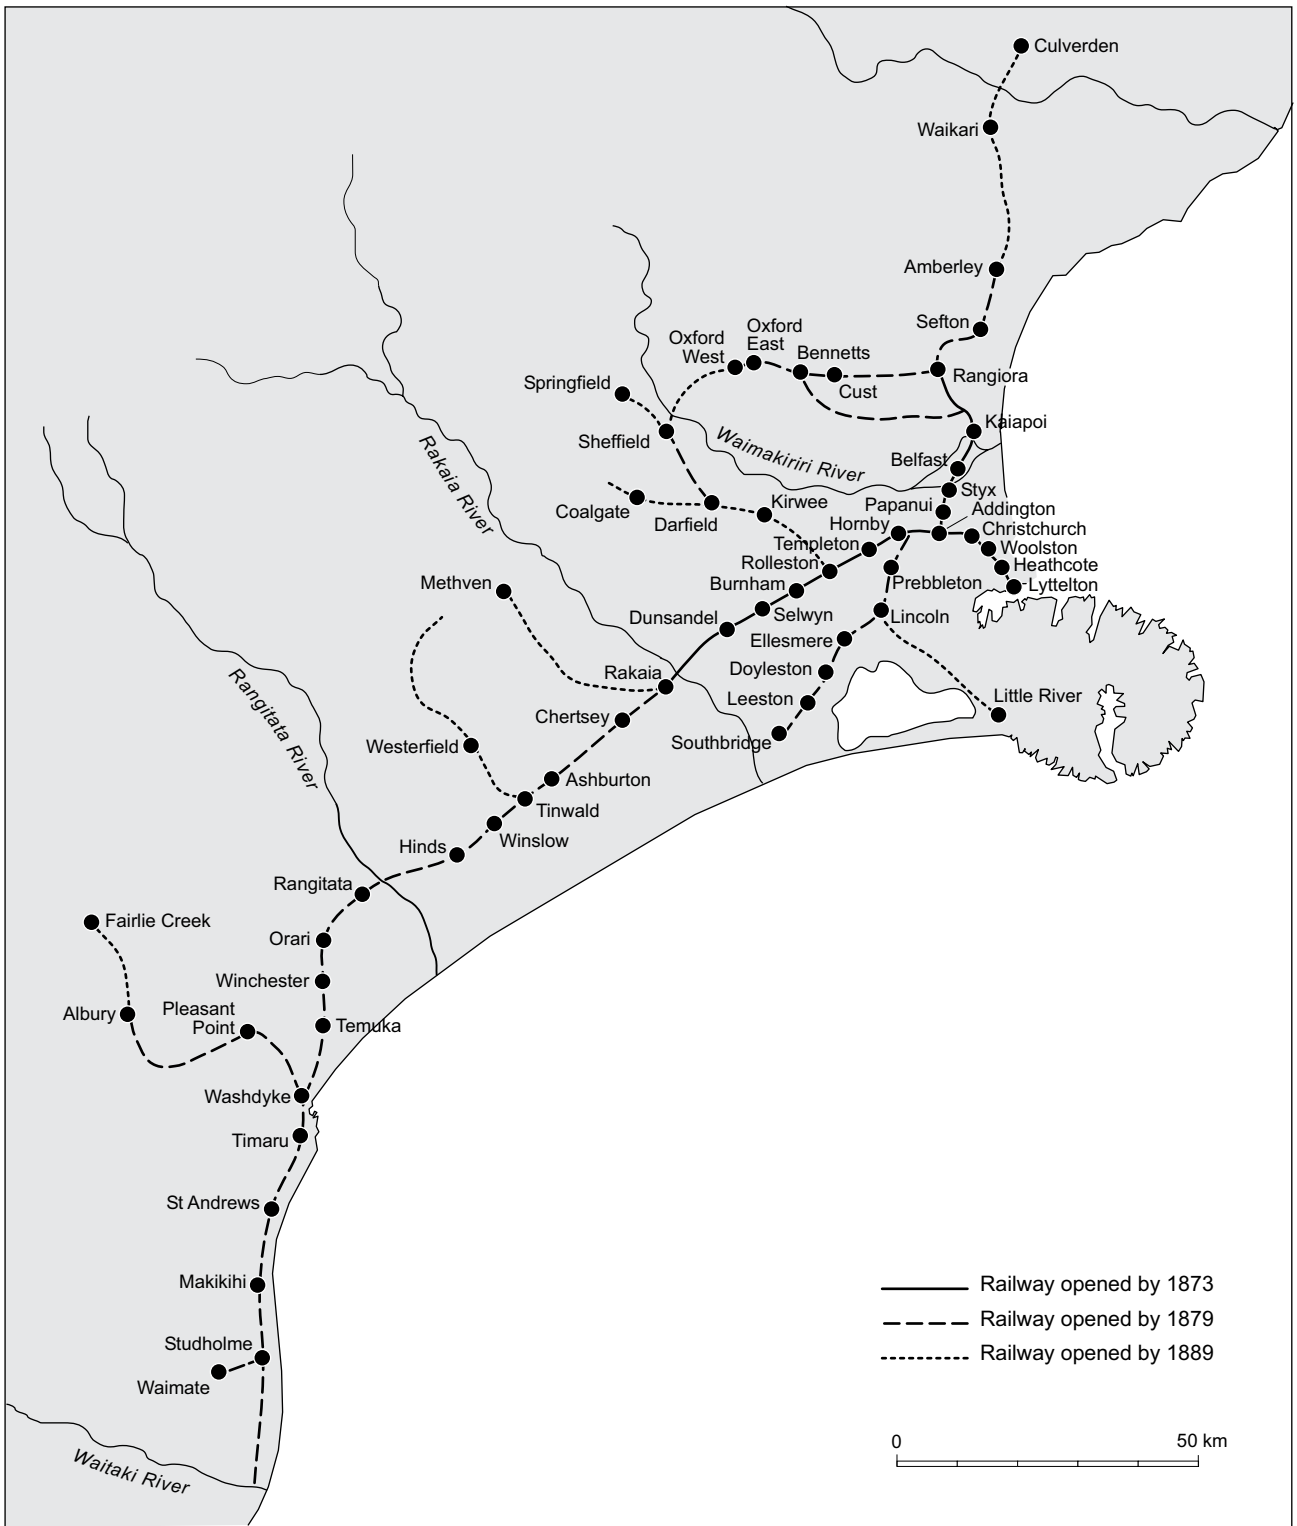 Culverden
Waikari
Amberley
Sefton
Oxford
West
Oxford
East
Bennetts
Cust
Rangiora
Springfield
Sheffield
Kaiapoi
Waimakiriri River
Rakaia River
Belfast
Styx
Coalgate
Darfield
Kirwee
Papanui
Addington
Hornby
Christchurch
Templeton
Woolston
Rolleston
Heathcote
Methven
Burnham
Prebbleton
Lyttelton
Dunsandel
Selwyn
Lincoln
Ellesmere
Rakaia
Doyleston
Leeston
Little River
Chertsey
Southbridge
Westerfield
Rangitata River
Ashburton
Tinwald
Winslow
Hinds
Rangitata
Fairlie Creek
Orari
Winchester
Albury
Pleasant
Point
Temuka
Washdyke
Timaru
St Andrews
Makikihi
Studholme
Waimate
Waitaki River
Railway opened by 1873
Railway opened by 1879
Railway opened by 1889
0
50 km